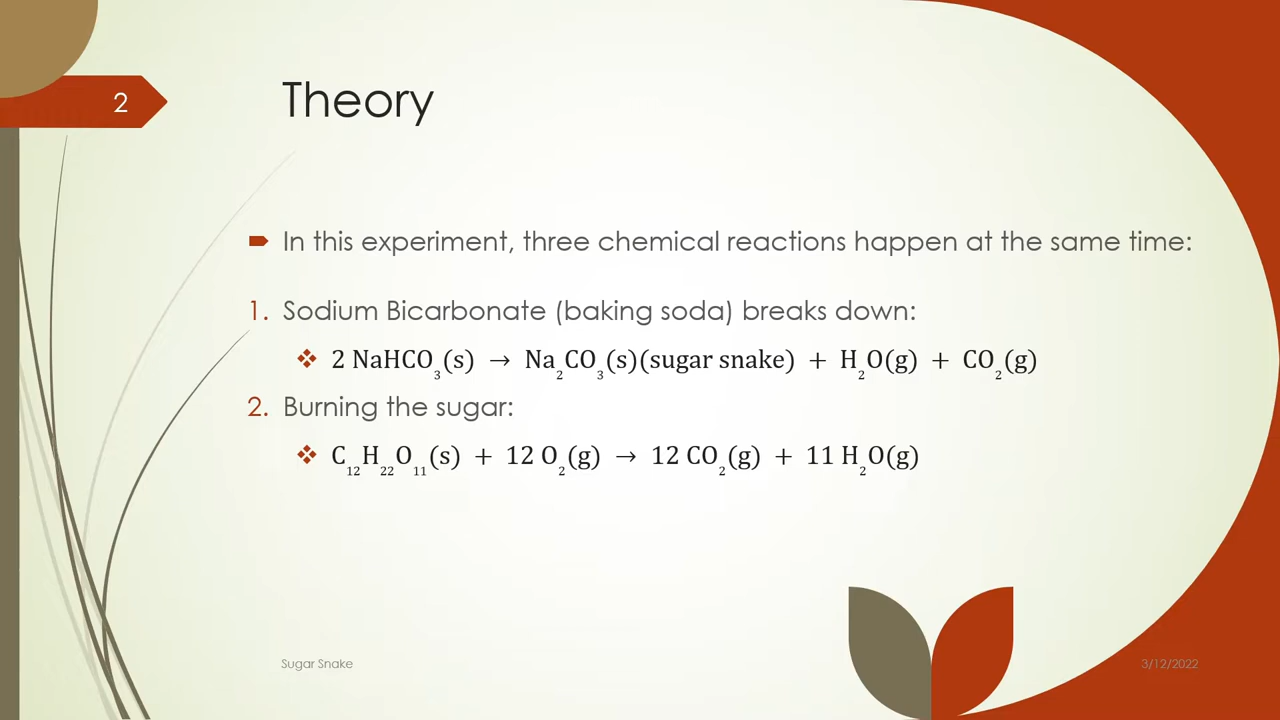 2
Theory
In this experiment, three chemical reactions happen at the same time:
1. Sodium Bicarbonate (baking soda) breaks down:
❖ 2 NaHCO₃(s) → Na₂CO₃(s)(sugar snake) + H₂O(g) + CO₂(g)
2. Burning the sugar:
❖ C₁₂H₂₂O₁₁(s) + 12 O₂(g) → 12 CO₂(g) + 11 H₂O(g)
Sugar Snake
3/12/2022